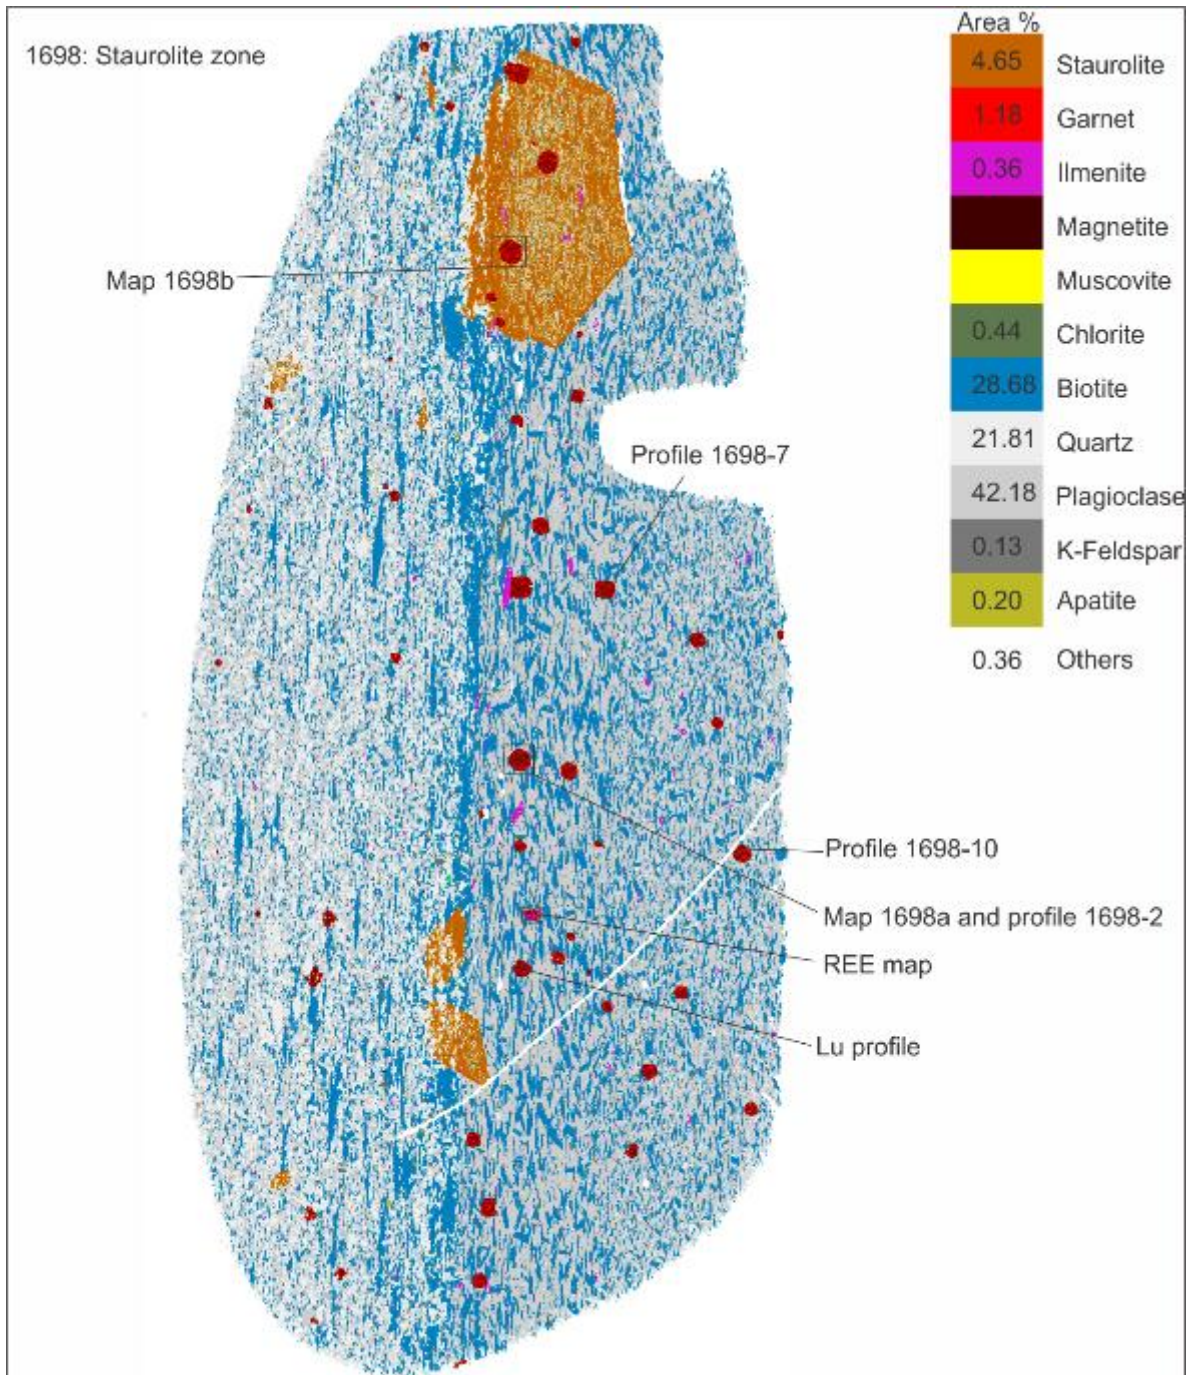 1698: Staurolite zone
Area %
4.65 Staurolite
1.18 Garnet
0.36 Ilmenite
Magnetite
Muscovite
0.44 Chlorite
28.68 Biotite
21.81 Quartz
42.18 Plagioclase
0.13 K-Feldspar
0.20 Apatite
0.36 Others
Map 1698b
Profile 1698-7
Profile 1698-10
Map 1698a and profile 1698-2
REE map
Lu profile